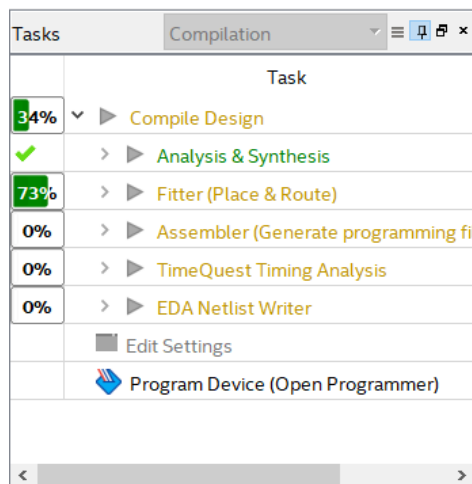 Tasks Compilation
Task
34% Compile Design
Analysis & Synthesis
73% Fitter (Place & Route)
0% Assembler (Generate programming fi
0% TimeQuest Timing Analysis
0% EDA Netlist Writer
Edit Settings
Program Device (Open Programmer)